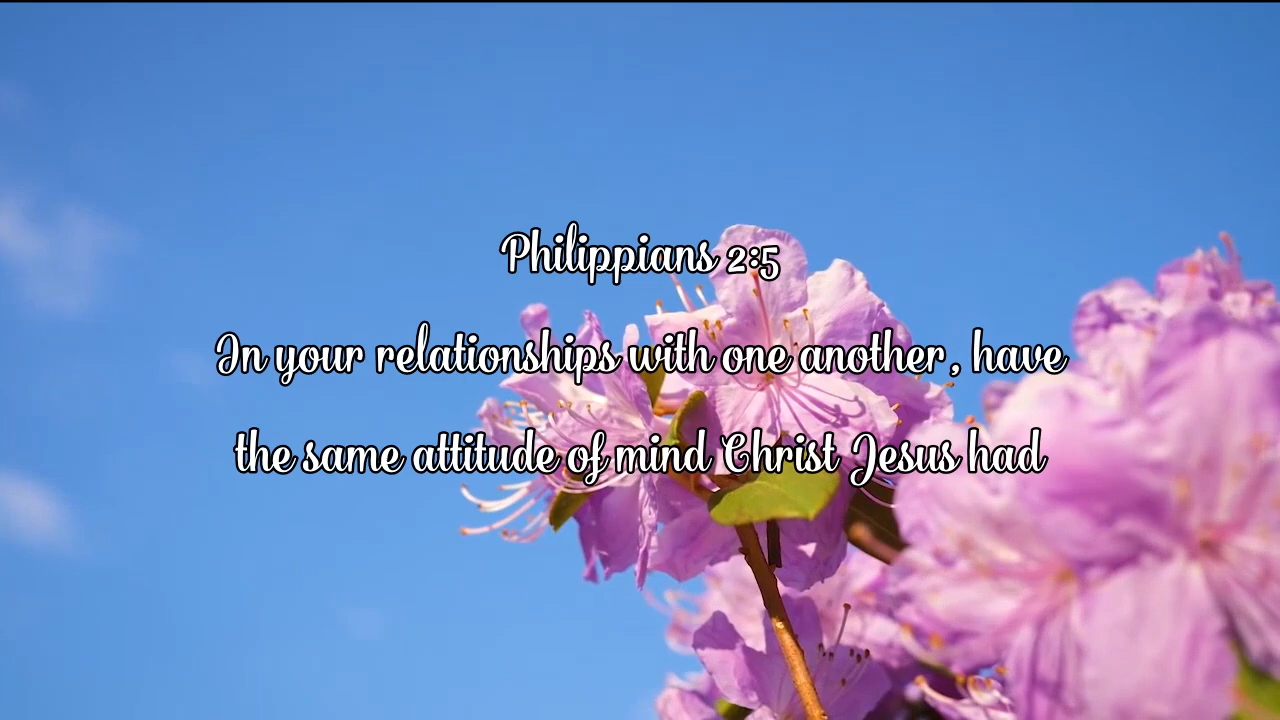 Philippians 2:5
In your relationships with one another, have
the same attitude of mind Christ Jesus had